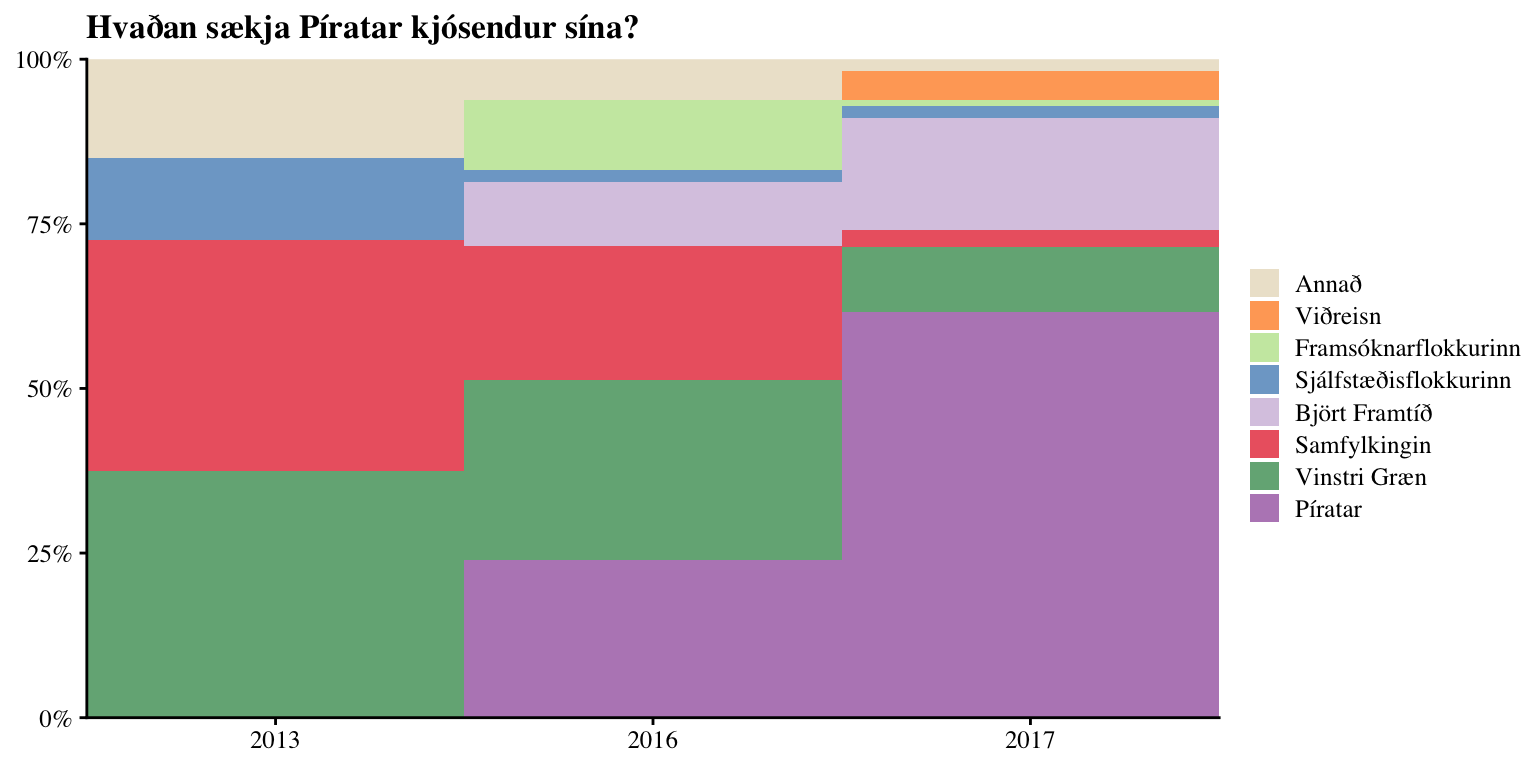 Hvaðan sækja Píratar kjósendur sína?
100%
75%
50%
25%
0%
2013
2016
2017
Annað
Viðreisn
Framsóknarflokkurinn
Sjálfstæðisflokkurinn
Björt Framtíð
Samfylkingin
Vinstri Græn
Píratar